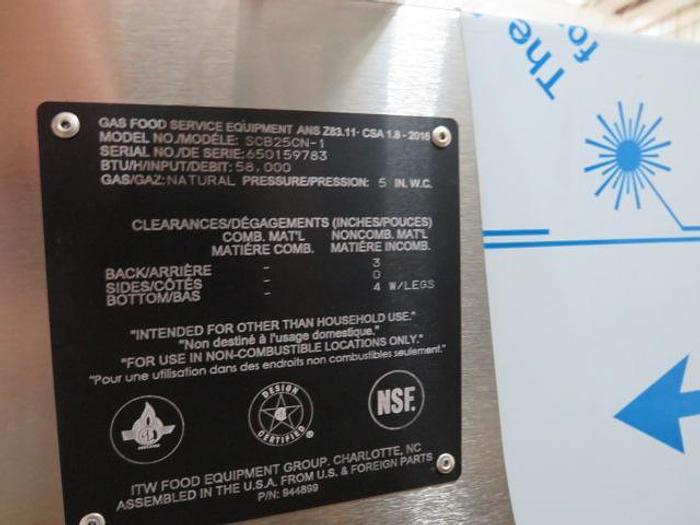 GAS FOOD SERVICE EQUIPMENT ANS Z83.11- CSA 1.8 - 2016
MODEL NO./MODÉLE: SCB25CN-1
SERIAL NO./DE SERIE: 650159783
BTU/H/INPUT/DEBIT: 58,000
GAS/GAZ: NATURAL PRESSURE/PRESSION: 5 IN. W.C.
CLEARANCES/DÉGAGEMENTS (INCHES/POUCES)
COMB. MAT'L NONCOMB. MAT'L
MATIÈRE COMB. MATIÈRE INCOMB.
BACK/ARRIÈRE - 3
SIDES/CÔTÉS - 0
BOTTOM/BAS - 4 W/LEGS
"INTENDED FOR OTHER THAN HOUSEHOLD USE."
"Non destiné à l'usage domestique."
"FOR USE IN NON-COMBUSTIBLE LOCATIONS ONLY."
"Pour une utilisation dans des endroits non combustibles seulement."
DESIGN
CERTIFIED
NSF.
ITW FOOD EQUIPMENT GROUP. CHARLOTTE, NC
ASSEMBLED IN THE U.S.A. FROM U.S. & FOREIGN PARTS
P/N: 944899
The
fo